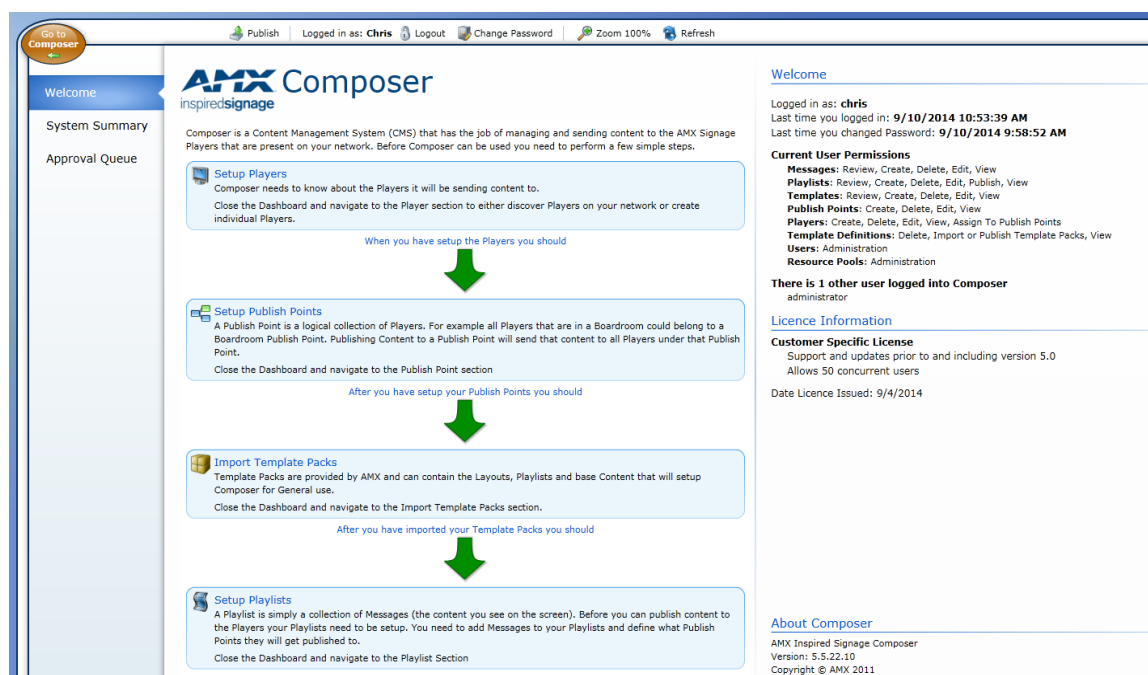 Go to
Composer
Publish
Logged in as: Chris
Logout
Change Password
Zoom 100%
Refresh
Welcome
System Summary
Approval Queue
AMX Composer
inspiredsignage
Composer is a Content Management System (CMS) that has the job of managing and sending content to the AMX Signage
Players that are present on your network. Before Composer can be used you need to perform a few simple steps.
Setup Players
Composer needs to know about the Players it will be sending content to.
Close the Dashboard and navigate to the Player section to either discover Players on your network or create
individual Players.
When you have setup the Players you should
Setup Publish Points
A Publish Point is a logical collection of Players. For example all Players that are in a Boardroom could belong to a
Boardroom Publish Point. Publishing Content to a Publish Point will send that content to all Players under that Publish
Point.
Close the Dashboard and navigate to the Publish Point section
After you have setup your Publish Points you should
Import Template Packs
Template Packs are provided by AMX and can contain the Layouts, Playlists and base Content that will setup
Composer for General use.
Close the Dashboard and navigate to the Import Template Packs section.
After you have imported your Template Packs you should
Setup Playlists
A Playlist is simply a collection of Messages (the content you see on the screen). Before you can publish content to
the Players your Playlists need to be setup. You need to add Messages to your Playlists and define what Publish
Points they will get published to.
Close the Dashboard and navigate to the Playlist Section
Welcome
Logged in as: chris
Last time you logged in: 9/10/2014 10:53:39 AM
Last time you changed Password: 9/10/2014 9:58:52 AM
Current User Permissions
Messages: Review, Create, Delete, Edit, View
Playlists: Review, Create, Delete, Edit, Publish, View
Templates: Review, Create, Delete, Edit, View
Publish Points: Create, Delete, Edit, View
Players: Create, Delete, Edit, View, Assign To Publish Points
Template Definitions: Delete, Import or Publish Template Packs, View
Users: Administration
Resource Pools: Administration
There is 1 other user logged into Composer
administrator
Licence Information
Customer Specific License
Support and updates prior to and including version 5.0
Allows 50 concurrent users
Date Licence Issued: 9/4/2014
About Composer
AMX Inspired Signage Composer
Version: 5.5.22.10
Copyright © AMX 2011